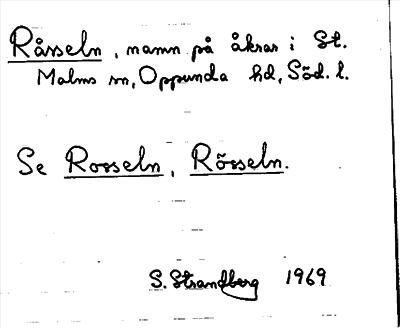 Råsseln, namn på åkrar i St.
Malms sn, Oppunda hd, Söd. l.
Se Rosseln, Rösseln.
S. Strandberg 1969